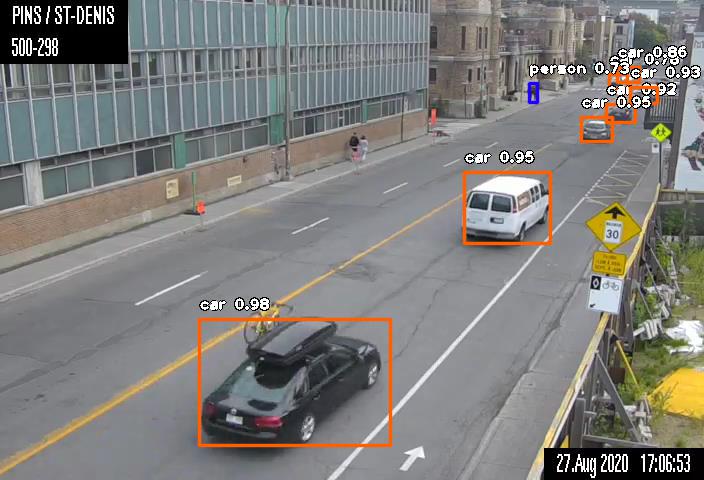 PINS / ST-DENIS
500-298
car 0.86
person 0.73
car 0.93
car 0.92
car 0.95
car 0.95
MAXIMUM
30
car 0.98
27.Aug 2020 17:06:53